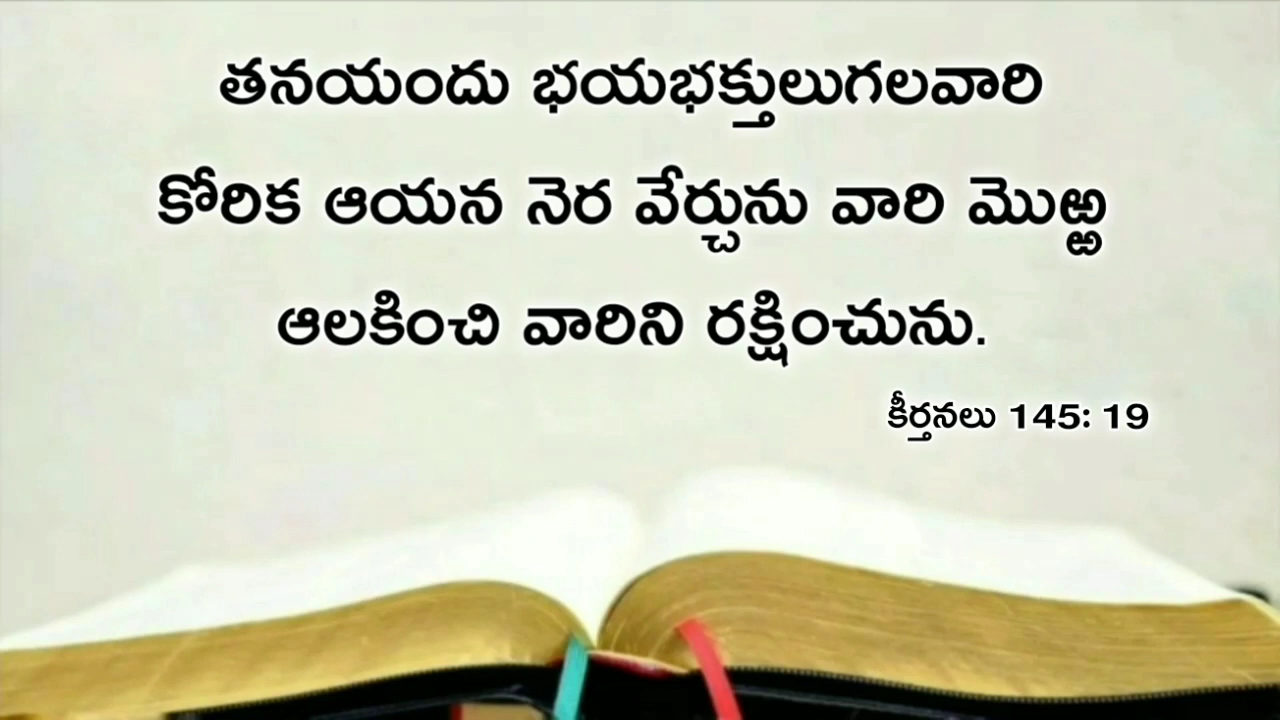 తనయందు భయభక్తులుగలవారి
కోరిక ఆయన నెర వేర్చును వారి మొఱ్ఱ
ఆలకించి వారిని రక్షించును.
కీర్తనలు 145: 19